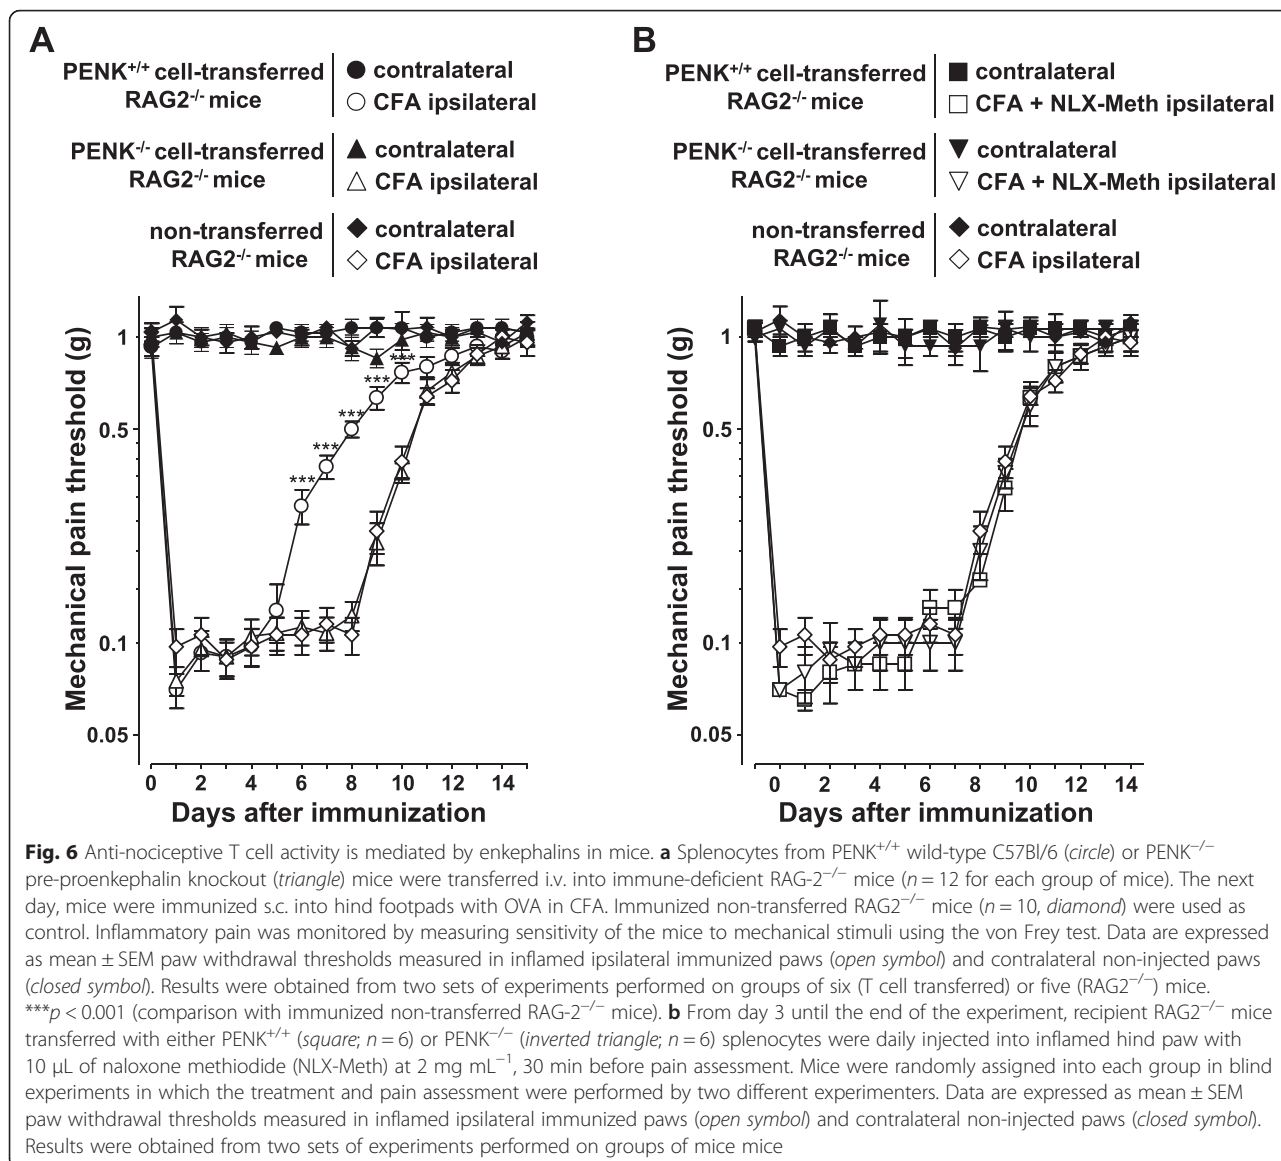 A
PENK+/+ cell-transferred
RAG2-/- mice
contralateral
CFA ipsilateral
PENK-/- cell-transferred
RAG2-/- mice
contralateral
CFA ipsilateral
non-transferred
RAG2-/- mice
contralateral
CFA ipsilateral
Mechanical pain threshold (g)
1
0.5
0.1
0.05
***
***
***
***
***
0 2 4 6 8 10 12 14
Days after immunization
B
PENK+/+ cell-transferred
RAG2-/- mice
contralateral
CFA + NLX-Meth ipsilateral
PENK-/- cell-transferred
RAG2-/- mice
contralateral
CFA + NLX-Meth ipsilateral
non-transferred
RAG2-/- mice
contralateral
CFA ipsilateral
Mechanical pain threshold (g)
1
0.5
0.1
0.05
0 2 4 6 8 10 12 14
Days after immunization
Fig. 6 Anti-nociceptive T cell activity is mediated by enkephalins in mice. a Splenocytes from PENK+/+ wild-type C57Bl/6 (circle) or PENK−/−
pre-proenkephalin knockout (triangle) mice were transferred i.v. into immune-deficient RAG-2−/− mice (n = 12 for each group of mice). The next
day, mice were immunized s.c. into hind footpads with OVA in CFA. Immunized non-transferred RAG2−/− mice (n = 10, diamond) were used as
control. Inflammatory pain was monitored by measuring sensitivity of the mice to mechanical stimuli using the von Frey test. Data are expressed
as mean ± SEM paw withdrawal thresholds measured in inflamed ipsilateral immunized paws (open symbol) and contralateral non-injected paws
(closed symbol). Results were obtained from two sets of experiments performed on groups of six (T cell transferred) or five (RAG2−/−) mice.
***p < 0.001 (comparison with immunized non-transferred RAG-2−/− mice). b From day 3 until the end of the experiment, recipient RAG2−/− mice
transferred with either PENK+/+ (square; n = 6) or PENK−/− (inverted triangle; n = 6) splenocytes were daily injected into inflamed hind paw with
10 μL of naloxone methiodide (NLX-Meth) at 2 mg mL−1, 30 min before pain assessment. Mice were randomly assigned into each group in blind
experiments in which the treatment and pain assessment were performed by two different experimenters. Data are expressed as mean ± SEM
paw withdrawal thresholds measured in inflamed ipsilateral immunized paws (open symbol) and contralateral non-injected paws (closed symbol).
Results were obtained from two sets of experiments performed on groups of mice mice